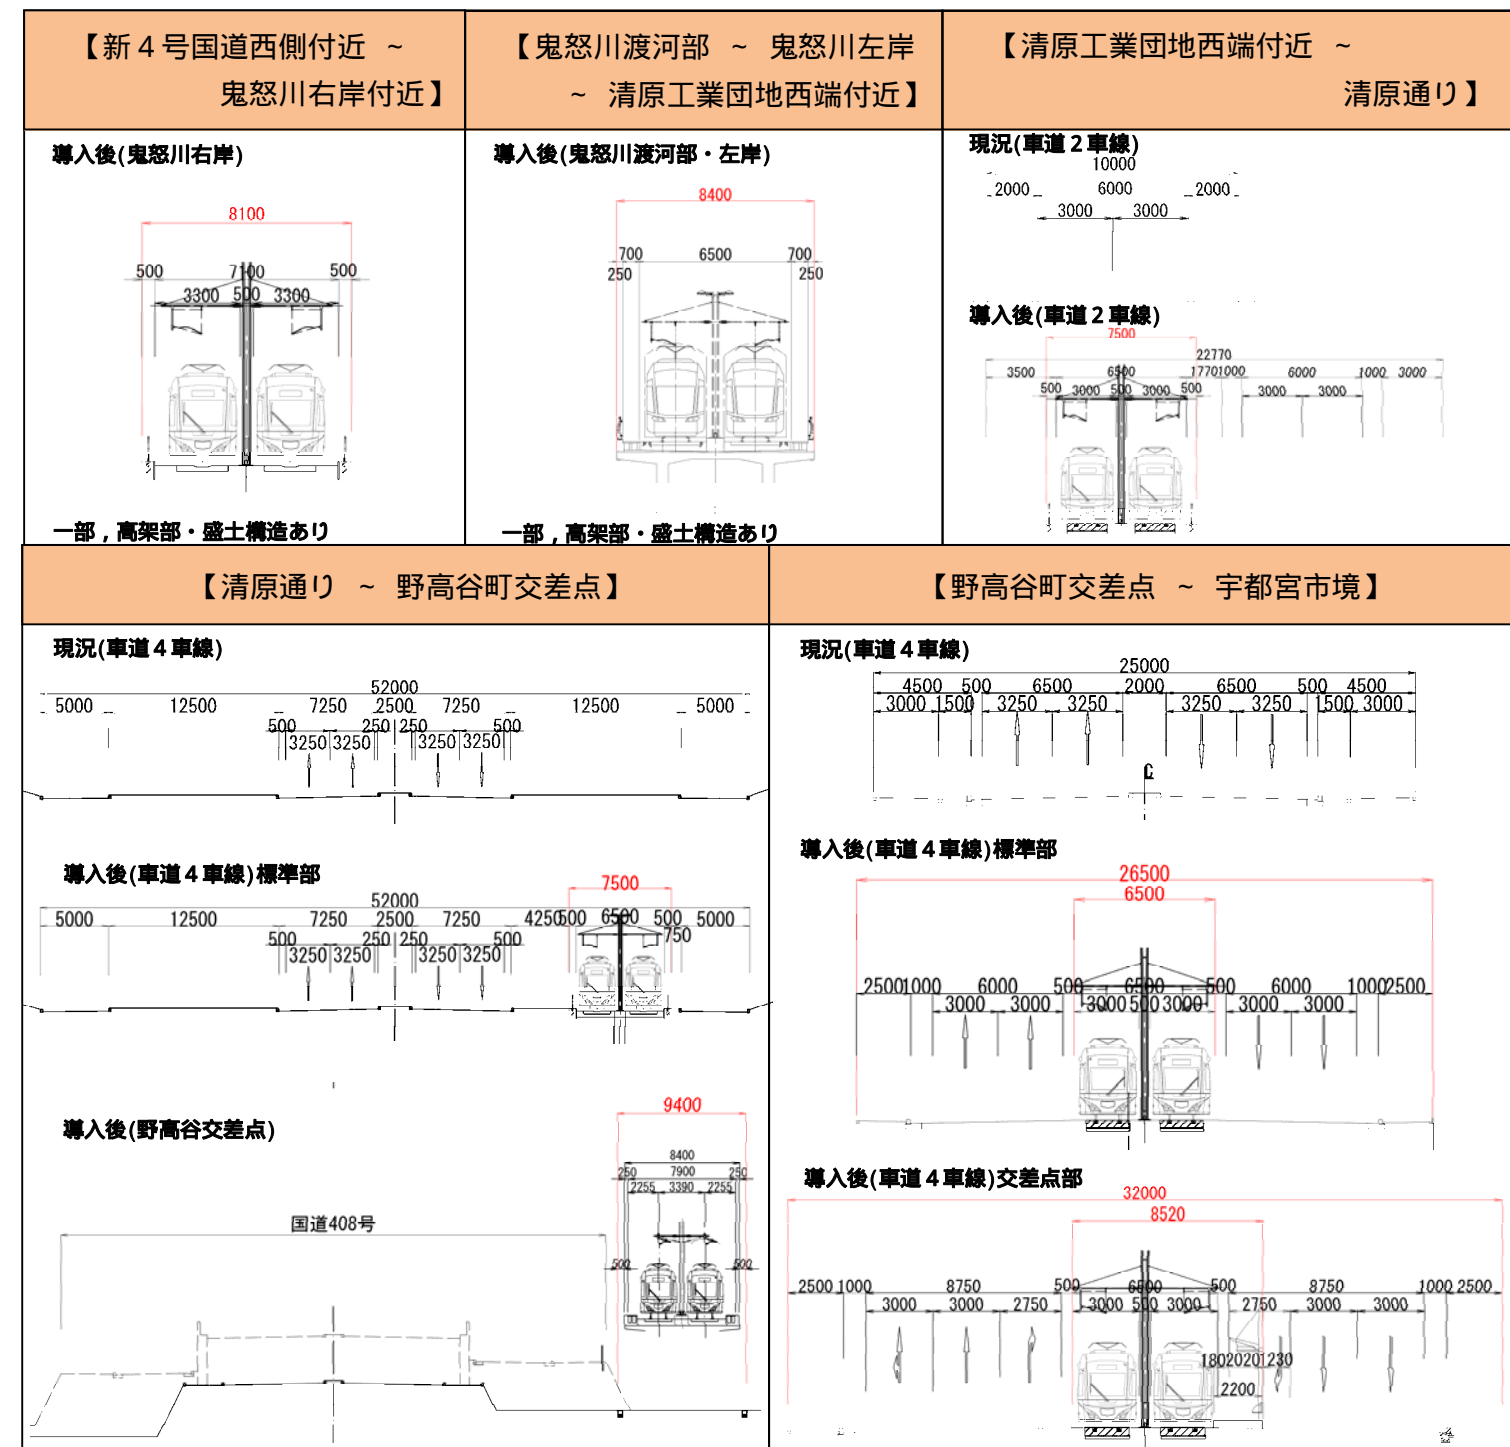 【新４号国道西側付近 ～
鬼怒川右岸付近】
導入後(鬼怒川右岸)
8100
500 7100 500
3300 500 3300
一部，高架部・盛土構造あり
【鬼怒川渡河部 ～ 鬼怒川左岸
～ 清原工業団地西端付近】
導入後(鬼怒川渡河部・左岸)
8400
700 6500 700
250 250
一部，高架部・盛土構造あり
【清原工業団地西端付近 ～
清原通り】
現況(車道２車線)
10000
2000 6000 2000
3000 3000
導入後(車道２車線)
7500
22770
3500 6500 1770 1000 6000 1000 3000
500 3000 500 3000 500 3000 3000
【清原通り ～ 野高谷町交差点】
現況(車道４車線)
52000
5000 12500 7250 2500 7250 12500 5000
500 250 250 500
3250 3250 3250 3250
導入後(車道４車線)標準部
7500
52000
5000 12500 7250 2500 7250 4250 500 6500 500 5000
500 250 250 500 750
3250 3250 3250 3250
導入後(野高谷交差点)
9400
8400
250 7900 250
2255 3390 2255
国道408号
500 500
【野高谷町交差点 ～ 宇都宮市境】
現況(車道４車線)
25000
4500 500 6500 2000 6500 500 4500
3000 1500 3250 3250 3250 3250 1500 3000
導入後(車道４車線)標準部
26500
6500
2500 1000 6000 500 6500 500 6000 1000 2500
3000 3000 3000 500 3000 3000 3000
導入後(車道４車線)交差点部
32000
8520
2500 1000 8750 500 6500 500 8750 1000 2500
3000 3000 2750 3000 500 3000 2750 3000 3000
180 2020 1230
2200